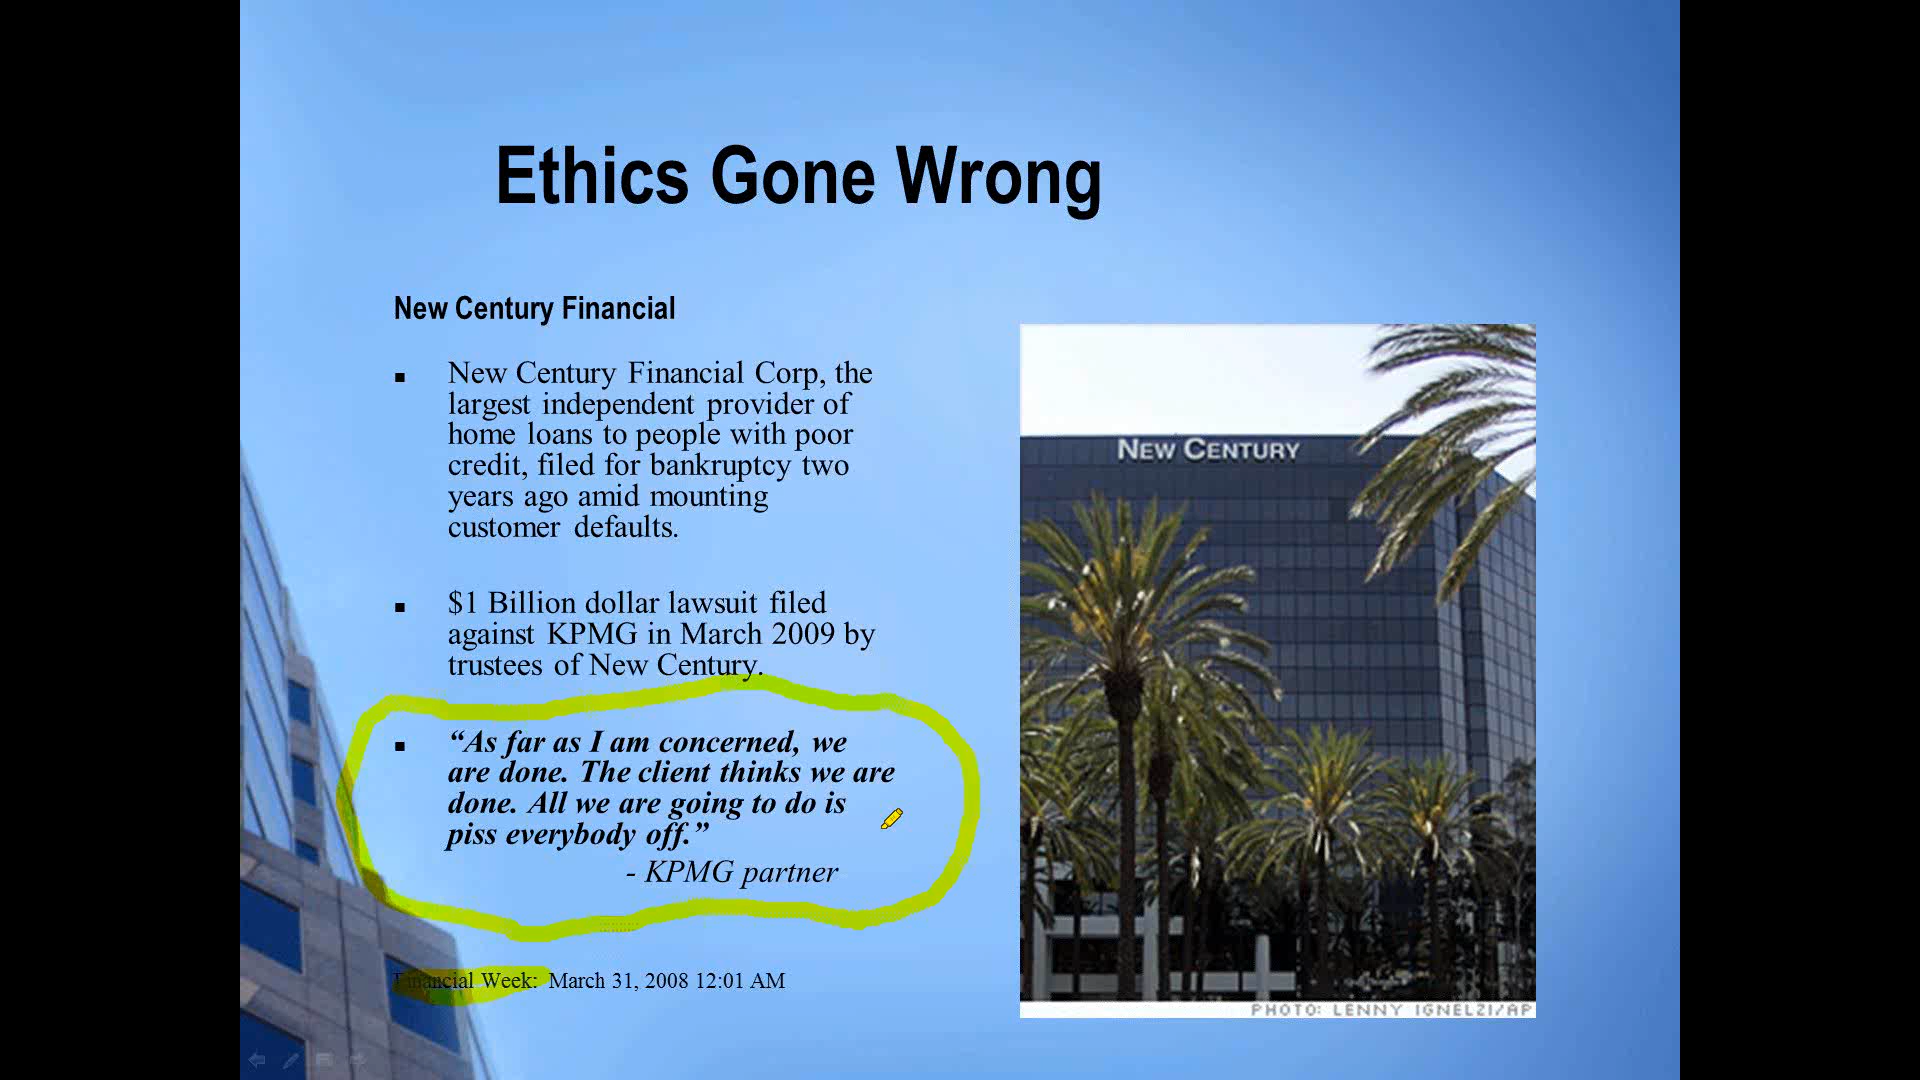 Ethics Gone Wrong
New Century Financial
New Century Financial Corp, the
largest independent provider of
home loans to people with poor
credit, filed for bankruptcy two
years ago amid mounting
customer defaults.
$1 Billion dollar lawsuit filed
against KPMG in March 2009 by
trustees of New Century.
“As far as I am concerned, we
are done. The client thinks we are
done. All we are going to do is
piss everybody off.”
- KPMG partner
Financial Week: March 31, 2008 12:01 AM
NEW CENTURY
PHOTO: LENNY IGNELZI/AP